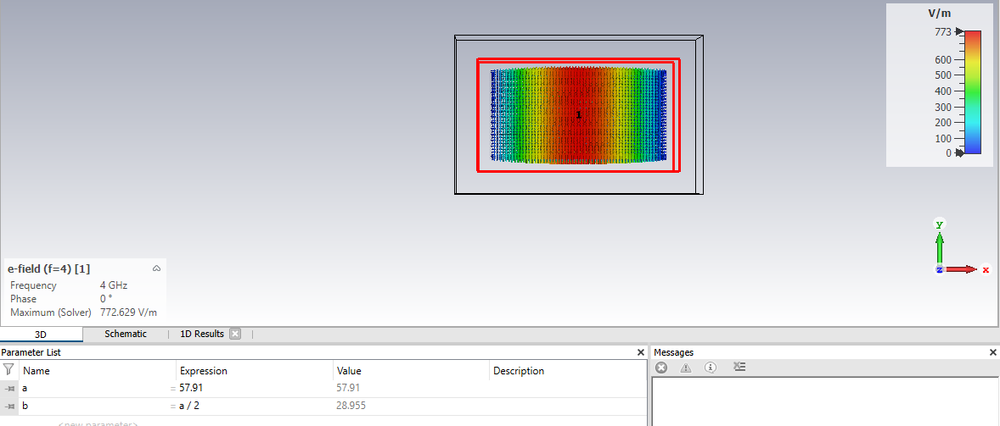 V/m
773
600
500
400
300
200
100
0
1
Y
z
x
e-field (f=4) [1]
Frequency 4 GHz
Phase 0 °
Maximum (Solver) 772.629 V/m
3D Schematic 1D Results
Parameter List
Messages
Name Expression Value Description
a = 57.91 57.91
b = a / 2 28.955
<new parameter>